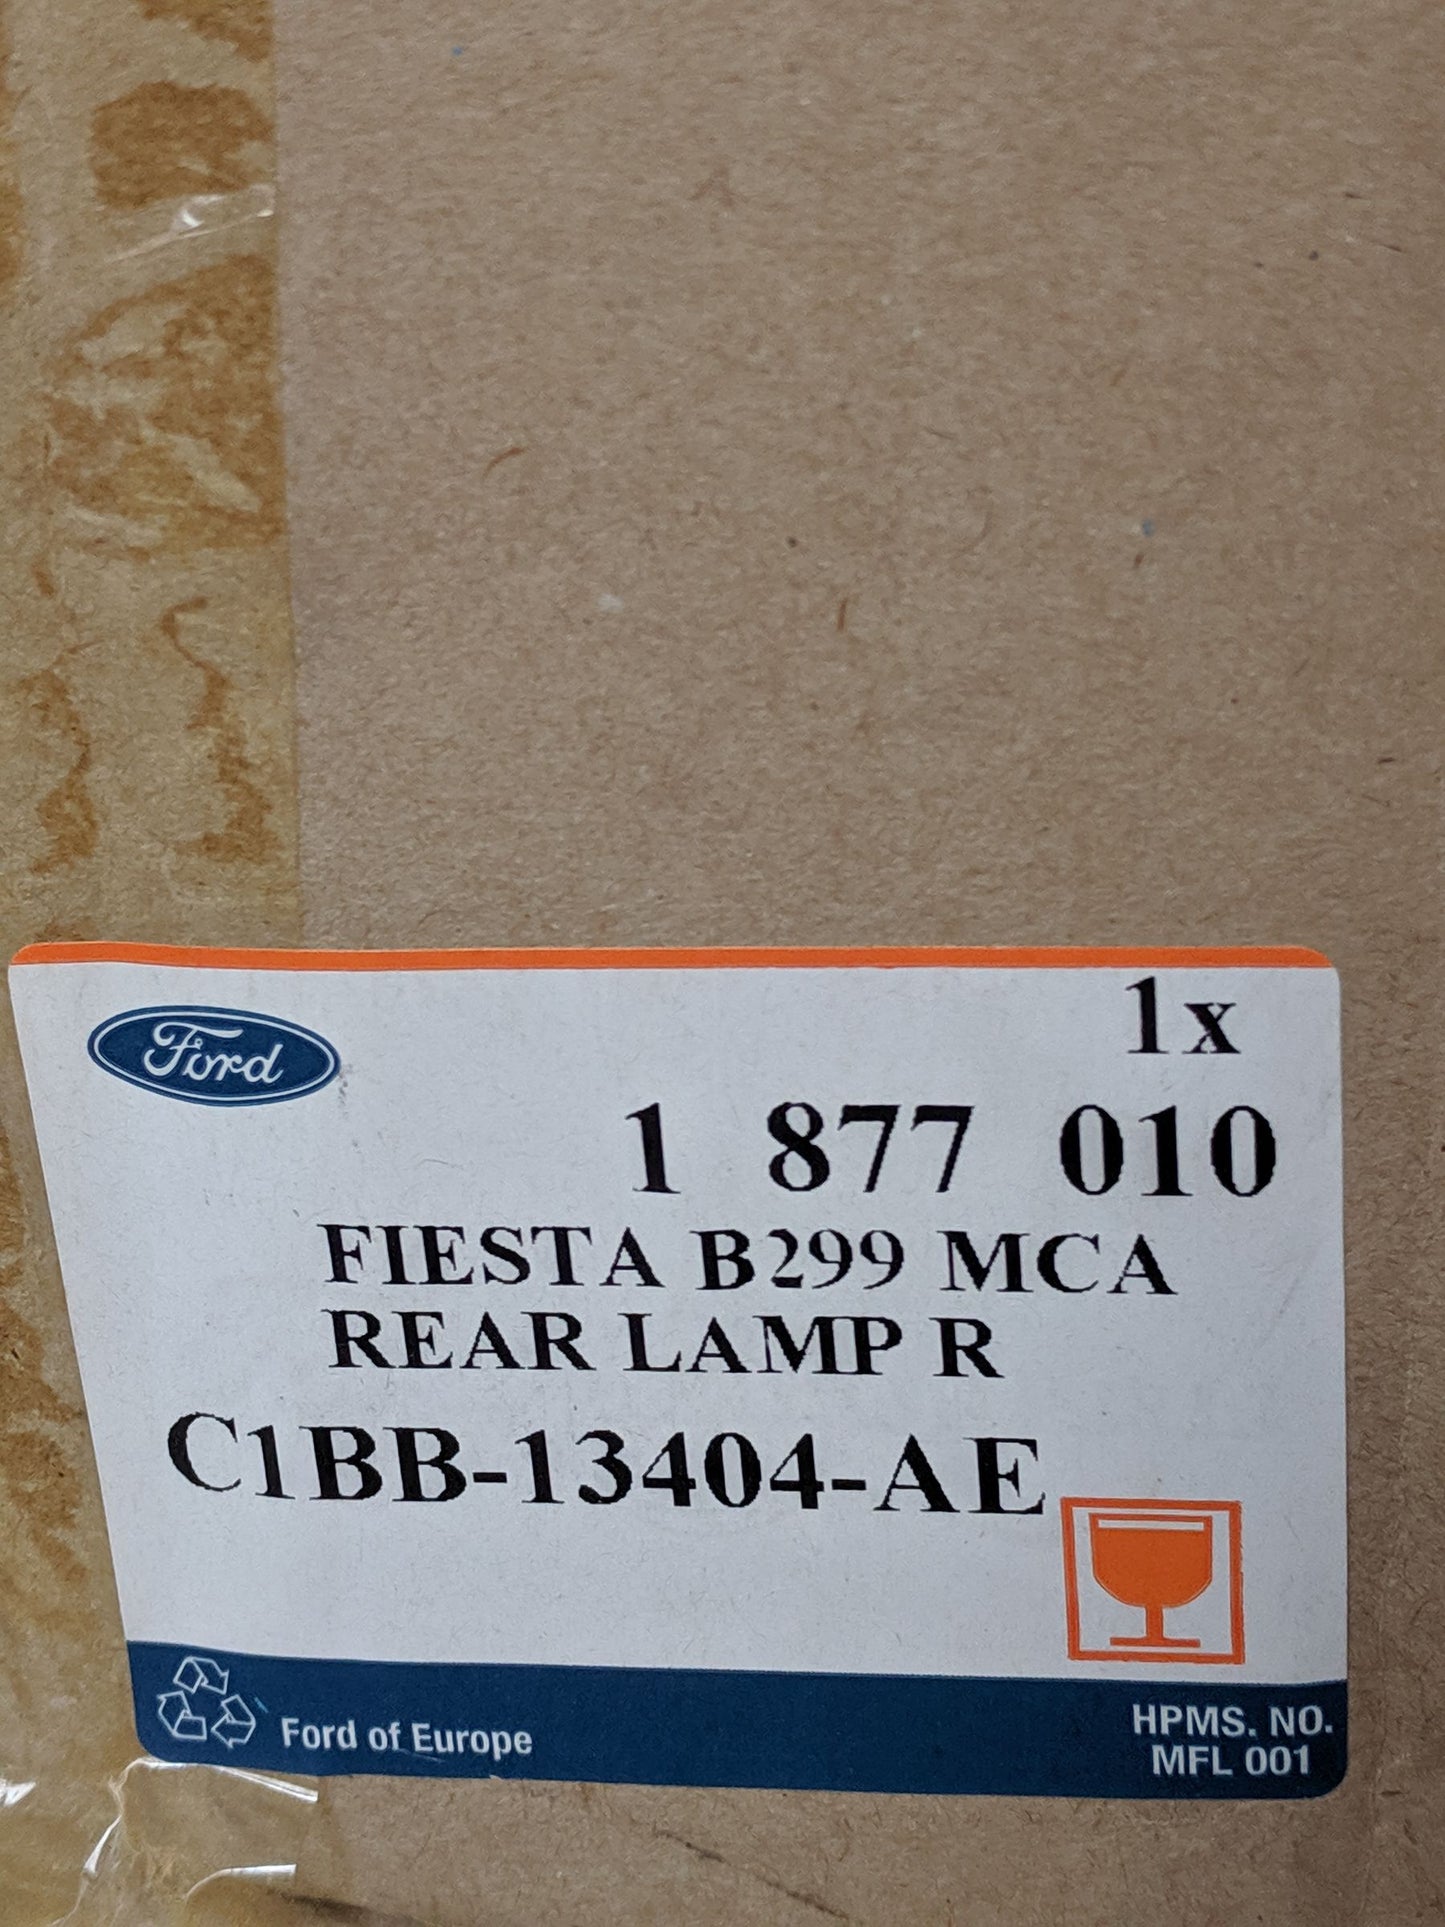 Ford
1x
1 877 010
FIESTA B299 MCA
REAR LAMP R
C1BB-13404-AE
Ford of Europe
HPMS. NO.
MFL 001